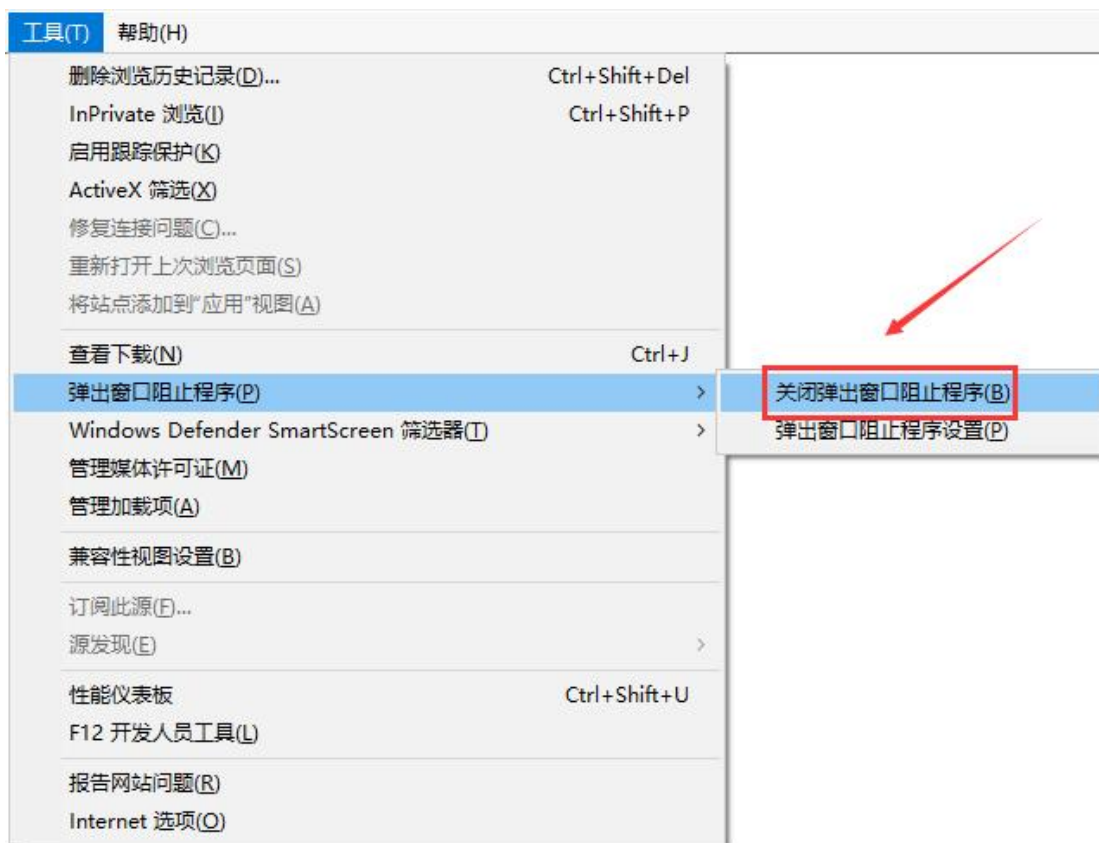 工具(T) 帮助(H)
删除浏览历史记录(D)... Ctrl+Shift+Del
InPrivate 浏览(I) Ctrl+Shift+P
启用跟踪保护(K)
ActiveX 筛选(X)
修复连接问题(C)...
重新打开上次浏览页面(S)
将站点添加到“应用”视图(A)
查看下载(N) Ctrl+J
弹出窗口阻止程序(P) > 关闭弹出窗口阻止程序(B)
Windows Defender SmartScreen 筛选器(T) > 弹出窗口阻止程序设置(P)
管理媒体许可证(M)
管理加载项(A)
兼容性视图设置(B)
订阅此源(F)...
源发现(E) >
性能仪表板 Ctrl+Shift+U
F12 开发人员工具(L)
报告网站问题(R)
Internet 选项(O)